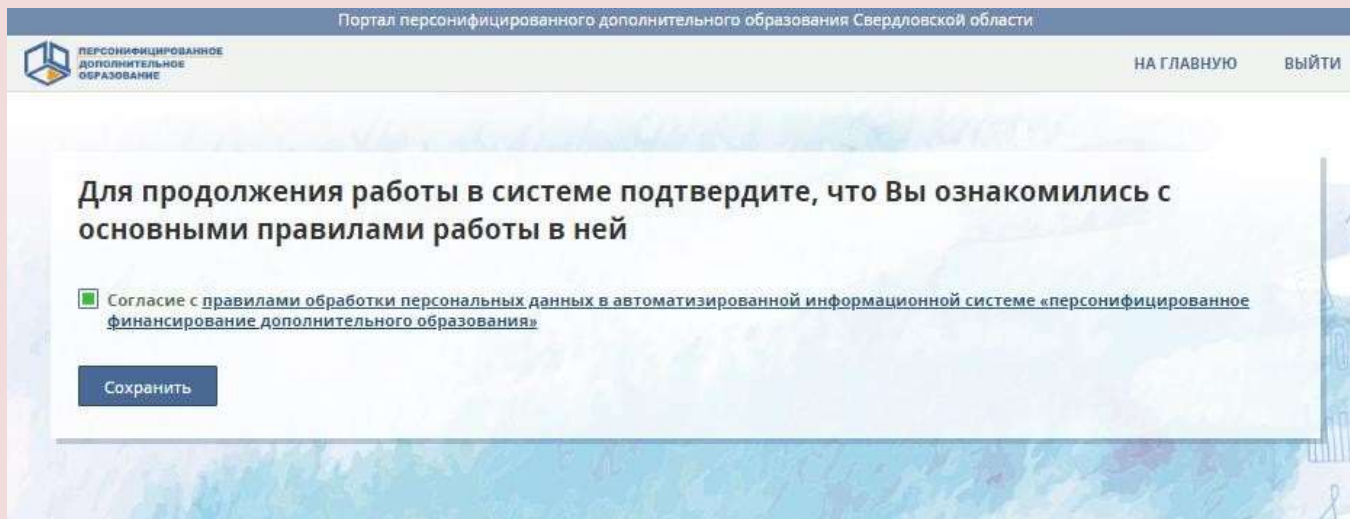 Портал персонифицированного дополнительного образования Свердловской области
ПЕРСОНИФИЦИРОВАННОЕ
ДОПОЛНИТЕЛЬНОЕ
ОБРАЗОВАНИЕ
НА ГЛАВНУЮ ВЫЙТИ
Для продолжения работы в системе подтвердите, что Вы ознакомились с
основными правилами работы в ней
Согласие с правилами обработки персональных данных в автоматизированной информационной системе «персонифицированное
финансирование дополнительного образования»
Сохранить